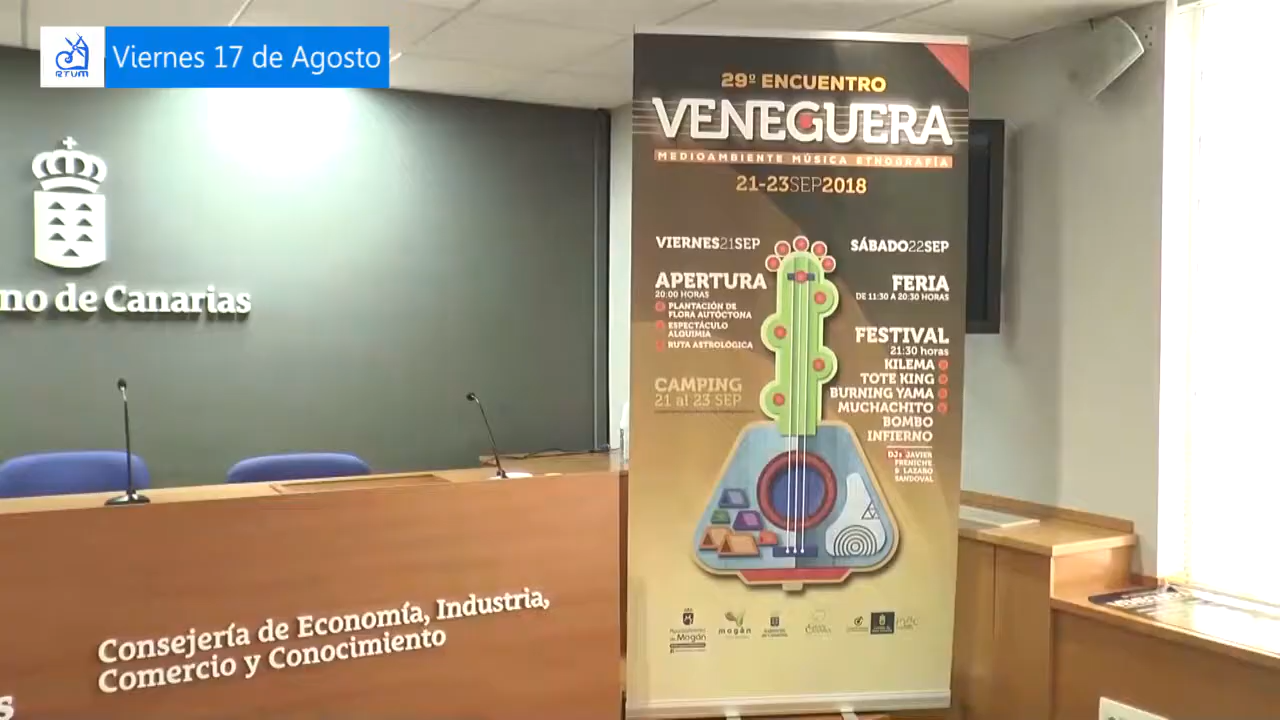 RTVM
Viernes 17 de Agosto
no de Canarias
29º ENCUENTRO
VENEGUERA
MEDIOAMBIENTE MÚSICA ETNOGRAFÍA
21-23SEP2018
VIERNES21SEP
APERTURA
20:00 HORAS
PLANTACIÓN DE
FLORA AUTÓCTONA
ESPECTÁCULO
ALQUIMIA
RUTA ASTROLÓGICA
CAMPING
21 al 23 SEP
SÁBADO22SEP
FERIA
DE 11:30 A 20:30 HORAS
FESTIVAL
21:30 horas
KILEMA
TOTE KING
BURNING YAMA
MUCHACHITO
BOMBO
INFIERNO
DJs JAVIER
FRENICHE
& LAZARO
SANDOVAL
de Mogán
mogán
Consejería de Economía, Industria,
Comercio y Conocimiento
s